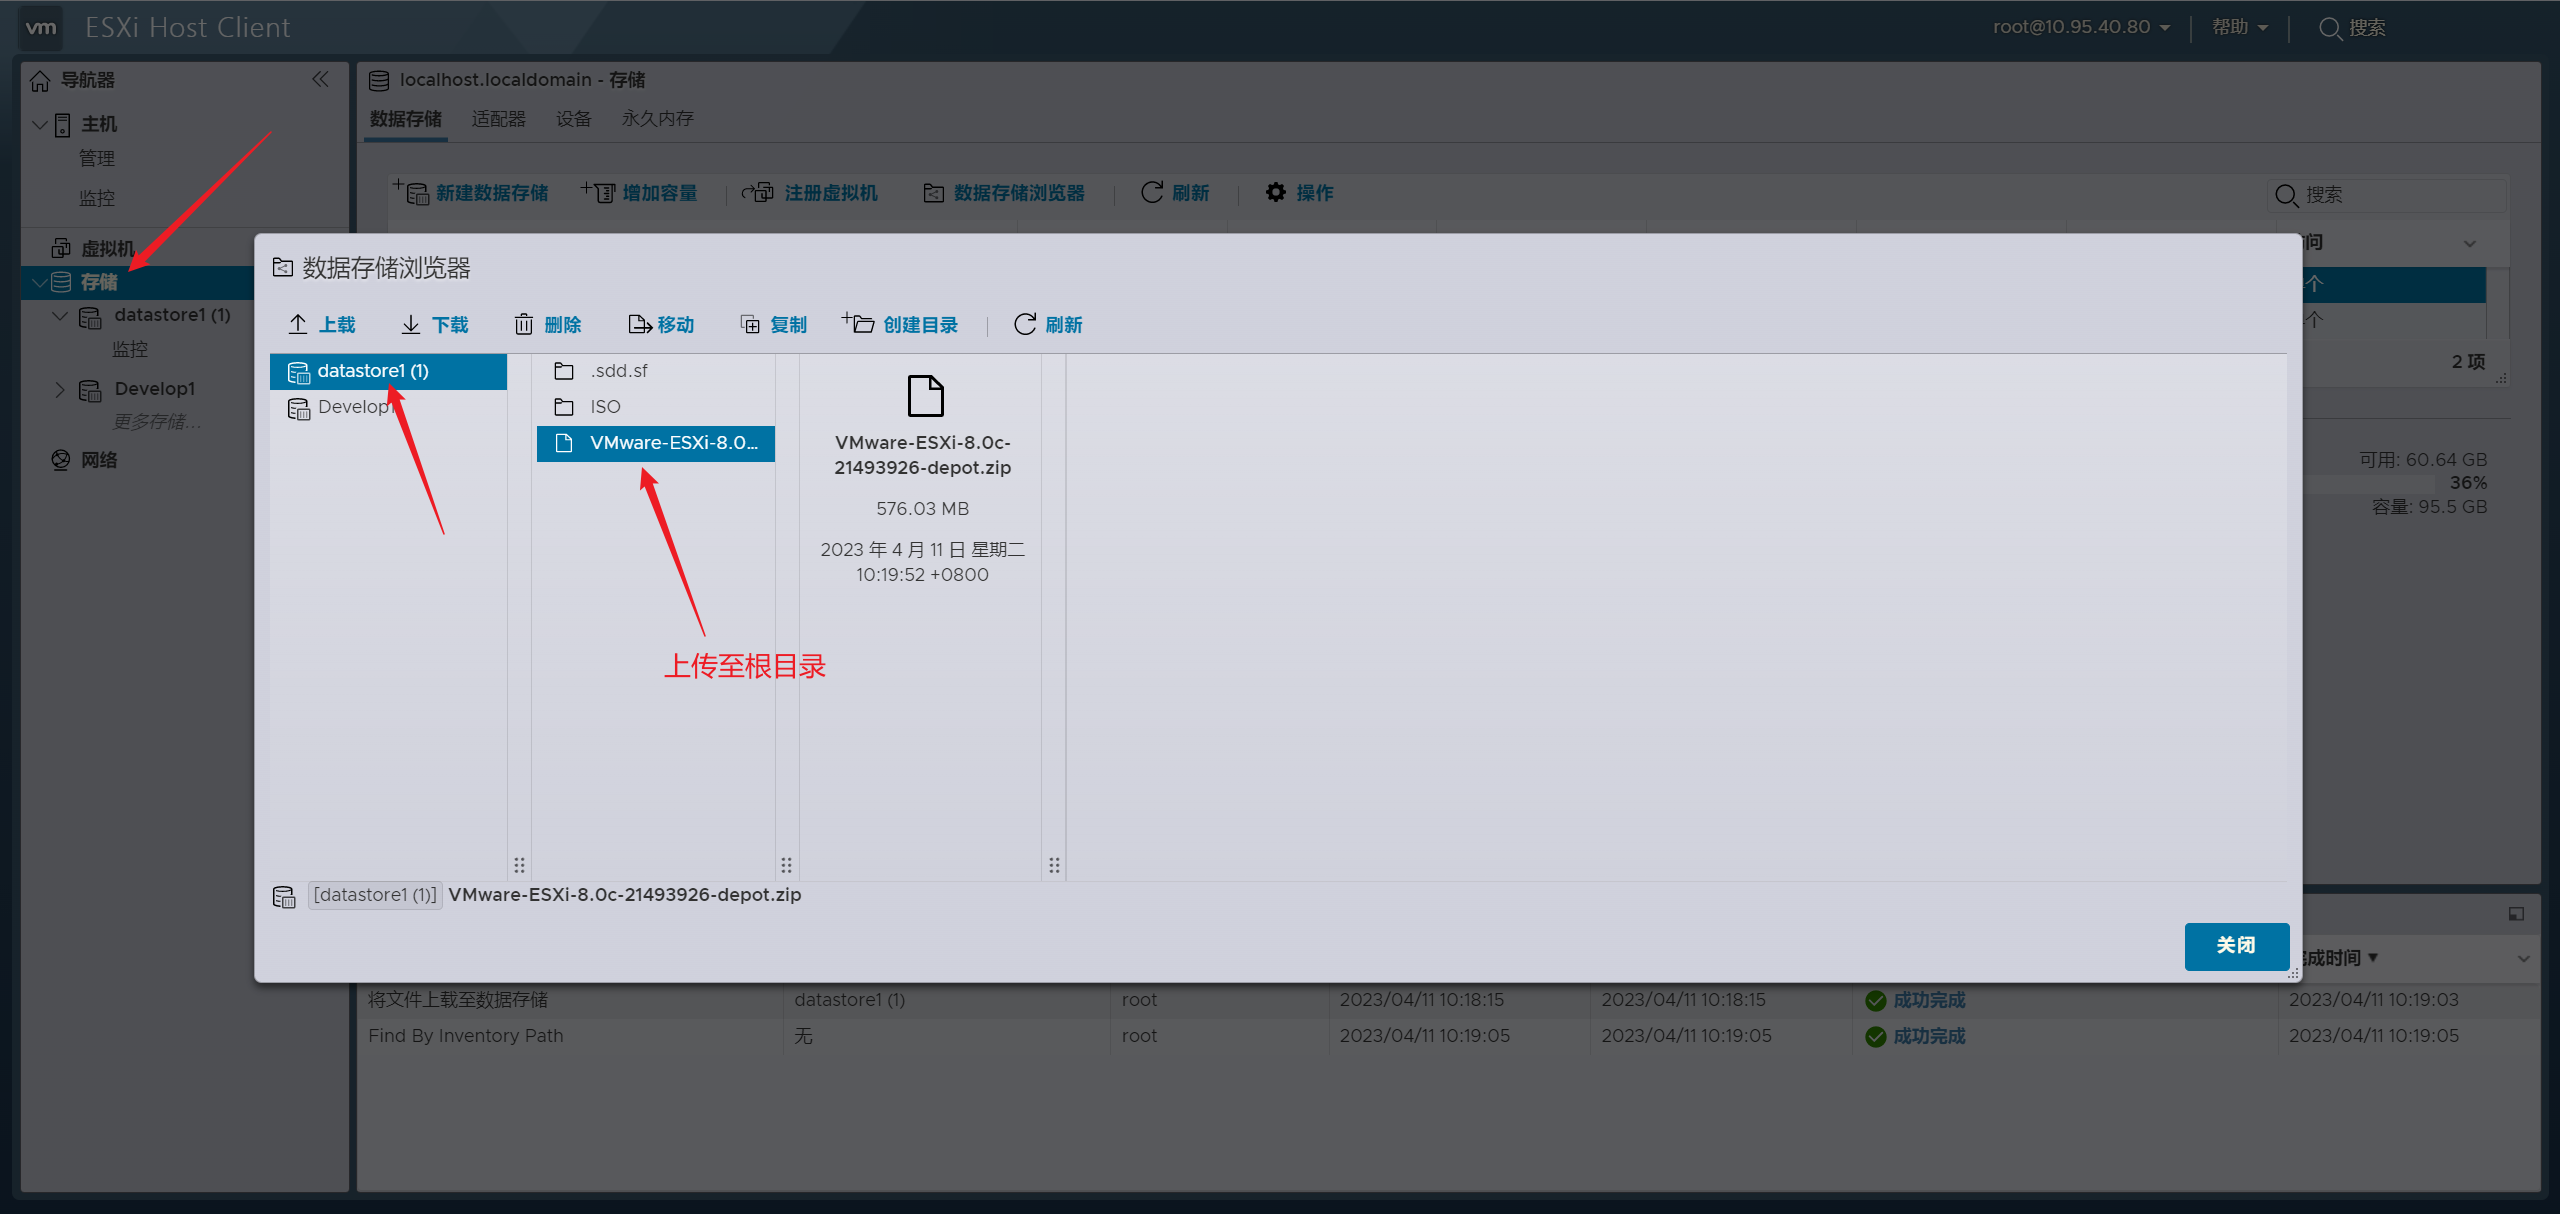 vm ESXi Host Client root@10.95.40.80 帮助 搜索
导航器
主机
管理
监控
虚拟机
存储
datastore1 (1)
监控
Develop1
更多存储...
网络
localhost.localdomain - 存储
数据存储 适配器 设备 永久内存
新建数据存储 增加容量 注册虚拟机 数据存储浏览器 刷新 操作 搜索
问
个
个
2 项
可用: 60.64 GB
36%
容量: 95.5 GB
数据存储浏览器
上载 下载 删除 移动 复制 创建目录 刷新
datastore1 (1)
Develop
.sdd.sf
ISO
VMware-ESXi-8.0...
VMware-ESXi-8.0c-
21493926-depot.zip
576.03 MB
2023 年 4 月 11 日 星期二
10:19:52 +0800
上传至根目录
[datastore1 (1)] VMware-ESXi-8.0c-21493926-depot.zip
关闭
成时间 ▼
将文件上载至数据存储 datastore1 (1) root 2023/04/11 10:18:15 2023/04/11 10:18:15 成功完成 2023/04/11 10:19:03
Find By Inventory Path 无 root 2023/04/11 10:19:05 2023/04/11 10:19:05 成功完成 2023/04/11 10:19:05